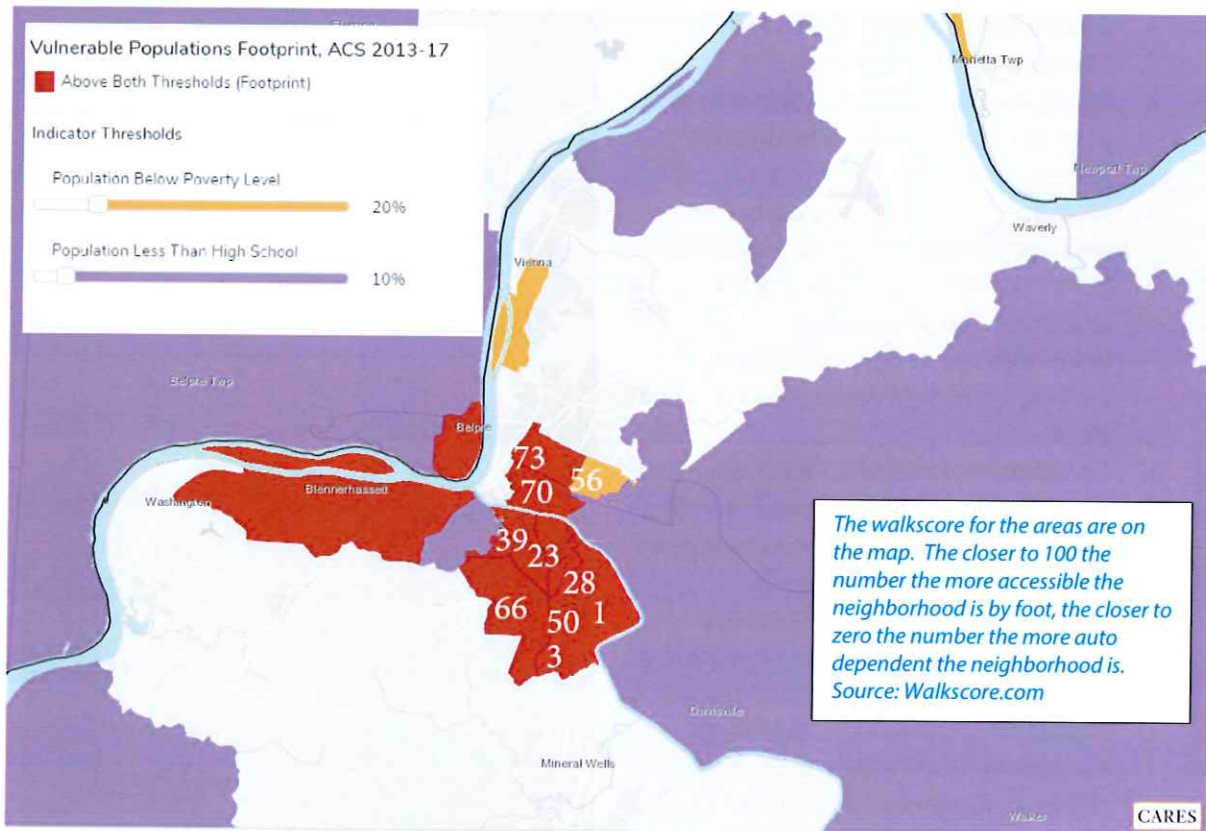 Vulnerable Populations Footprint, ACS 2013-17
Above Both Thresholds (Footprint)
Indicator Thresholds
Population Below Poverty Level
20%
Population Less Than High School
10%
Marietta Twp
Newport Twp
Waverly
Vienna
Belpre Twp
Belpre
73
56
70
Washington
Blennerhassett
39
23
28
66
50
1
3
The walkscore for the areas are on
the map. The closer to 100 the
number the more accessible the
neighborhood is by foot, the closer to
zero the number the more auto
dependent the neighborhood is.
Source: Walkscore.com
Davisville
Mineral Wells
Walker
CARES